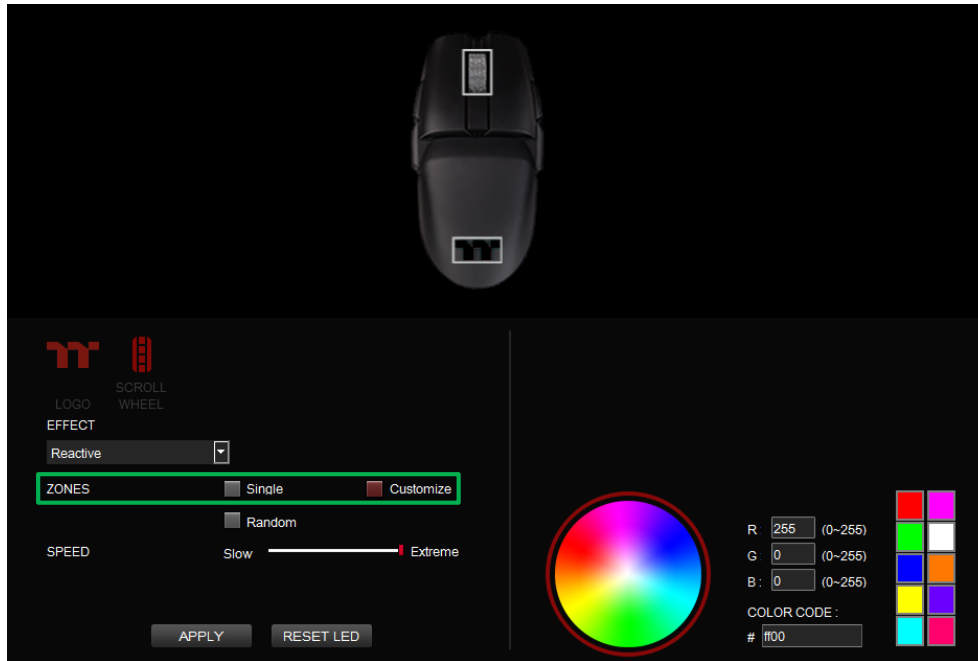 SCROLL
LOGO WHEEL
EFFECT
Reactive
ZONES Single Customize
Random
SPEED Slow Extreme
APPLY RESET LED
R: 255 (0~255)
G: 0 (0~255)
B: 0 (0~255)
COLOR CODE :
# ff00